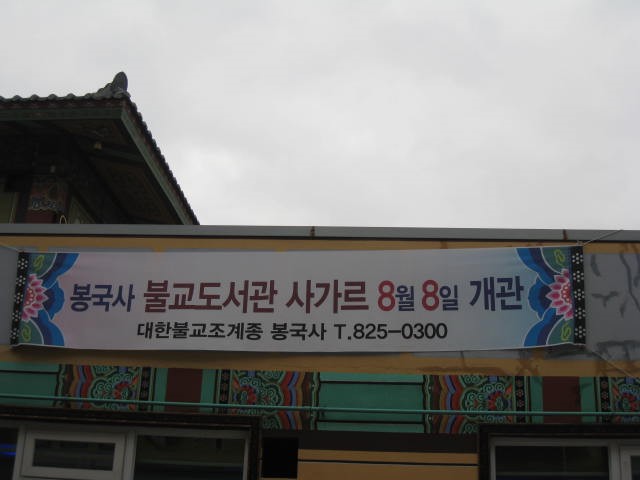 봉국사 불교도서관 사가르 8월 8일 개관
대한불교조계종 봉국사 T.825-0300